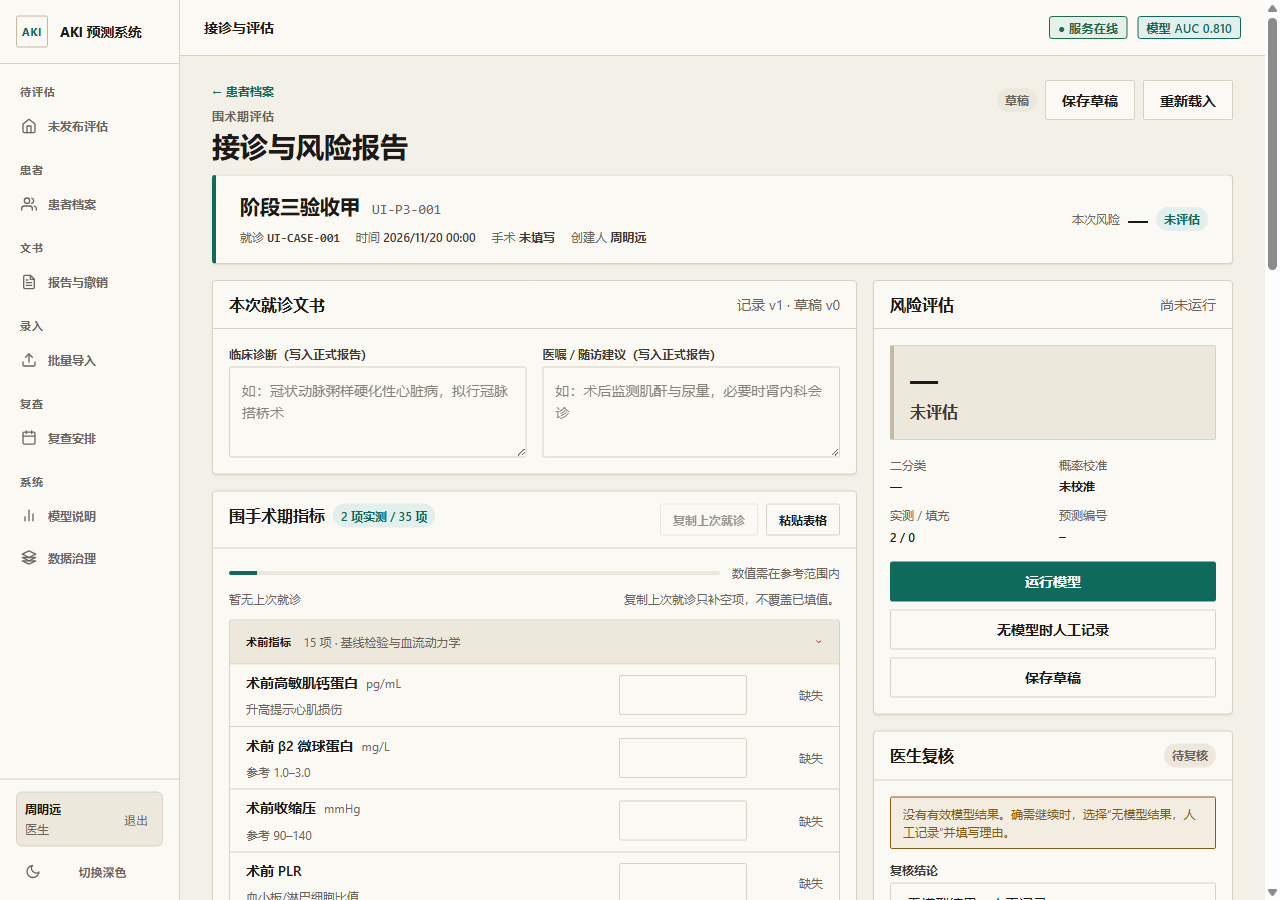 AKI AKI 预测系统
待评估
未发布评估
患者
患者档案
文书
报告与撤销
录入
批量导入
复查
复查安排
系统
模型说明
数据治理
周明远
医生
退出
切换深色
接诊与评估
● 服务在线
模型 AUC 0.810
← 患者档案
围术期评估
接诊与风险报告
草稿
保存草稿
重新载入
阶段三验收甲 UI-P3-001
就诊 UI-CASE-001 时间 2026/11/20 00:00 手术 未填写 创建人 周明远
本次风险 — 未评估
本次就诊文书
记录 v1 · 草稿 v0
临床诊断（写入正式报告）
如：冠状动脉粥样硬化性心脏病，拟行冠脉
搭桥术
医嘱 / 随访建议（写入正式报告）
如：术后监测肌酐与尿量，必要时肾内科会
诊
围手术期指标 2 项实测 / 35 项
复制上次就诊
粘贴表格
数值需在参考范围内
暂无上次就诊
复制上次就诊只补空项，不覆盖已填值。
术前指标 15 项 · 基线检验与血流动力学
术前高敏肌钙蛋白 pg/mL
升高提示心肌损伤
缺失
术前 β2 微球蛋白 mg/L
参考 1.0–3.0
缺失
术前收缩压 mmHg
参考 90–140
缺失
术前 PLR
血小板/淋巴细胞比值
缺失
风险评估
尚未运行
—
未评估
二分类
—
概率校准
未校准
实测 / 填充
2 / 0
预测编号
–
运行模型
无模型时人工记录
保存草稿
医生复核
待复核
没有有效模型结果。确需继续时，选择“无模型结果，人
工记录”并填写理由。
复核结论